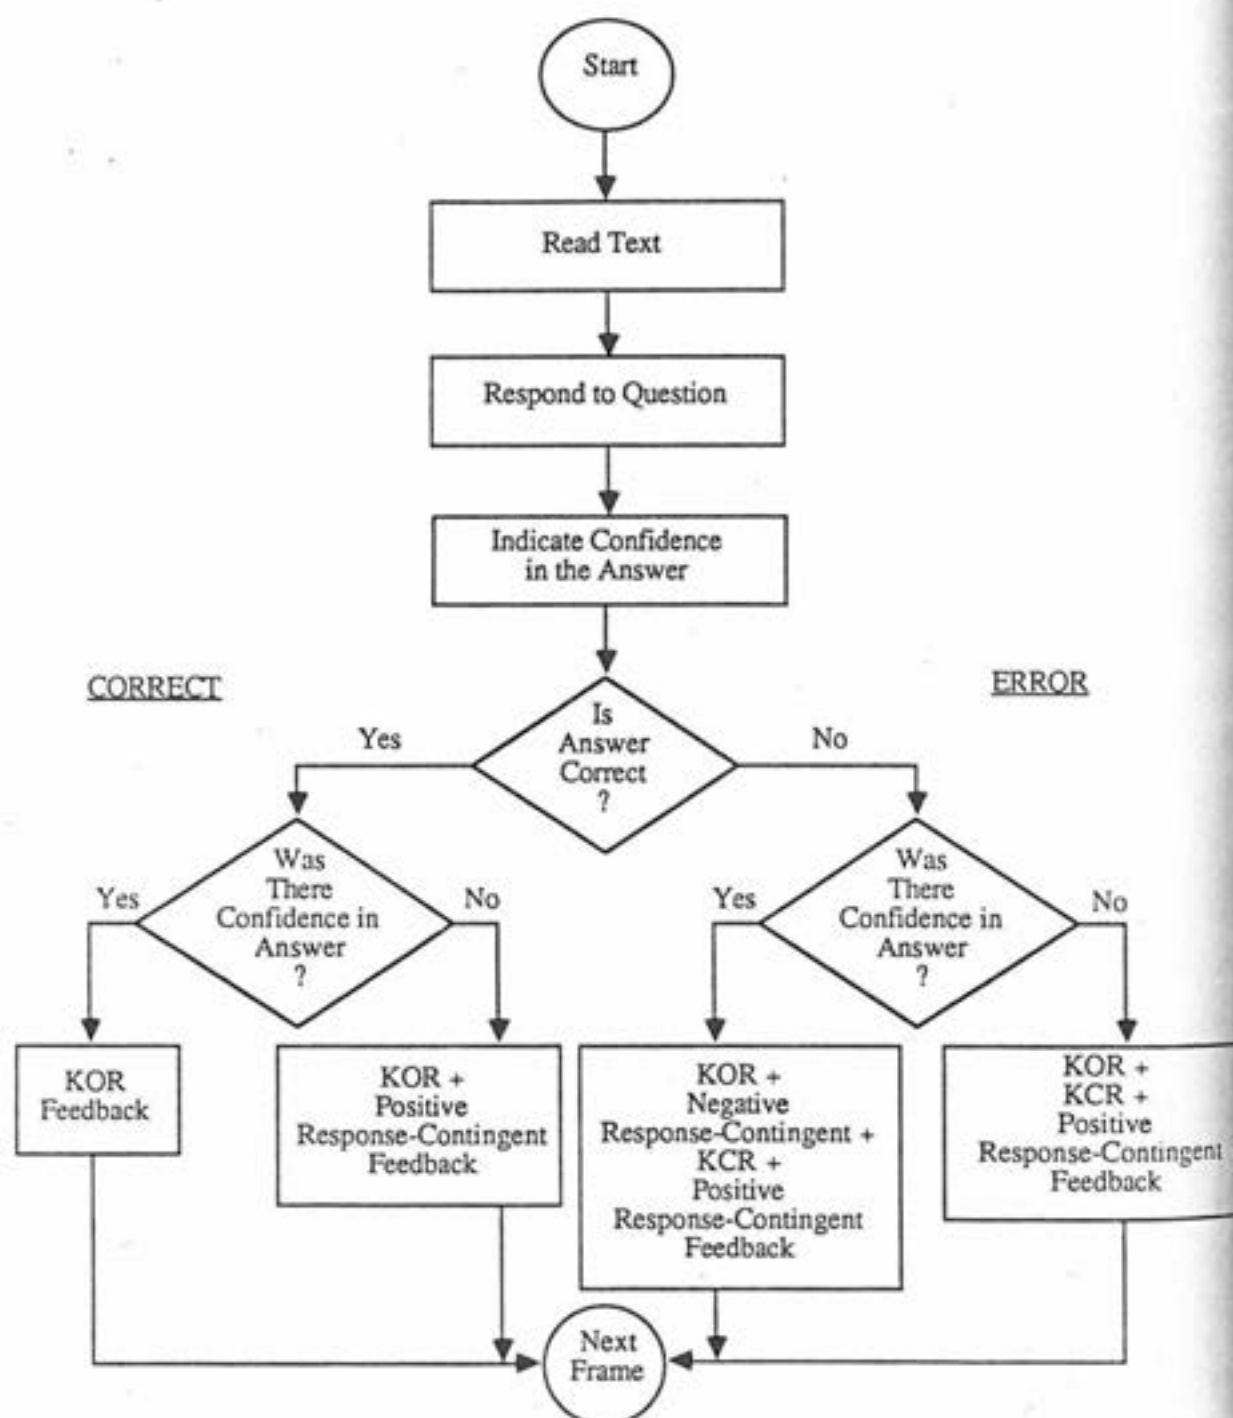 Start
Read Text
Respond to Question
Indicate Confidence
in the Answer
CORRECT
ERROR
Is
Answer
Correct
?
Yes
No
Was
There
Confidence in
Answer
?
Yes
No
Was
There
Confidence in
Answer
?
Yes
No
KOR
Feedback
KOR +
Positive
Response-Contingent
Feedback
KOR +
Negative
Response-Contingent +
KCR +
Positive
Response-Contingent
Feedback
KOR +
KCR +
Positive
Response-Contingent
Feedback
Next
Frame